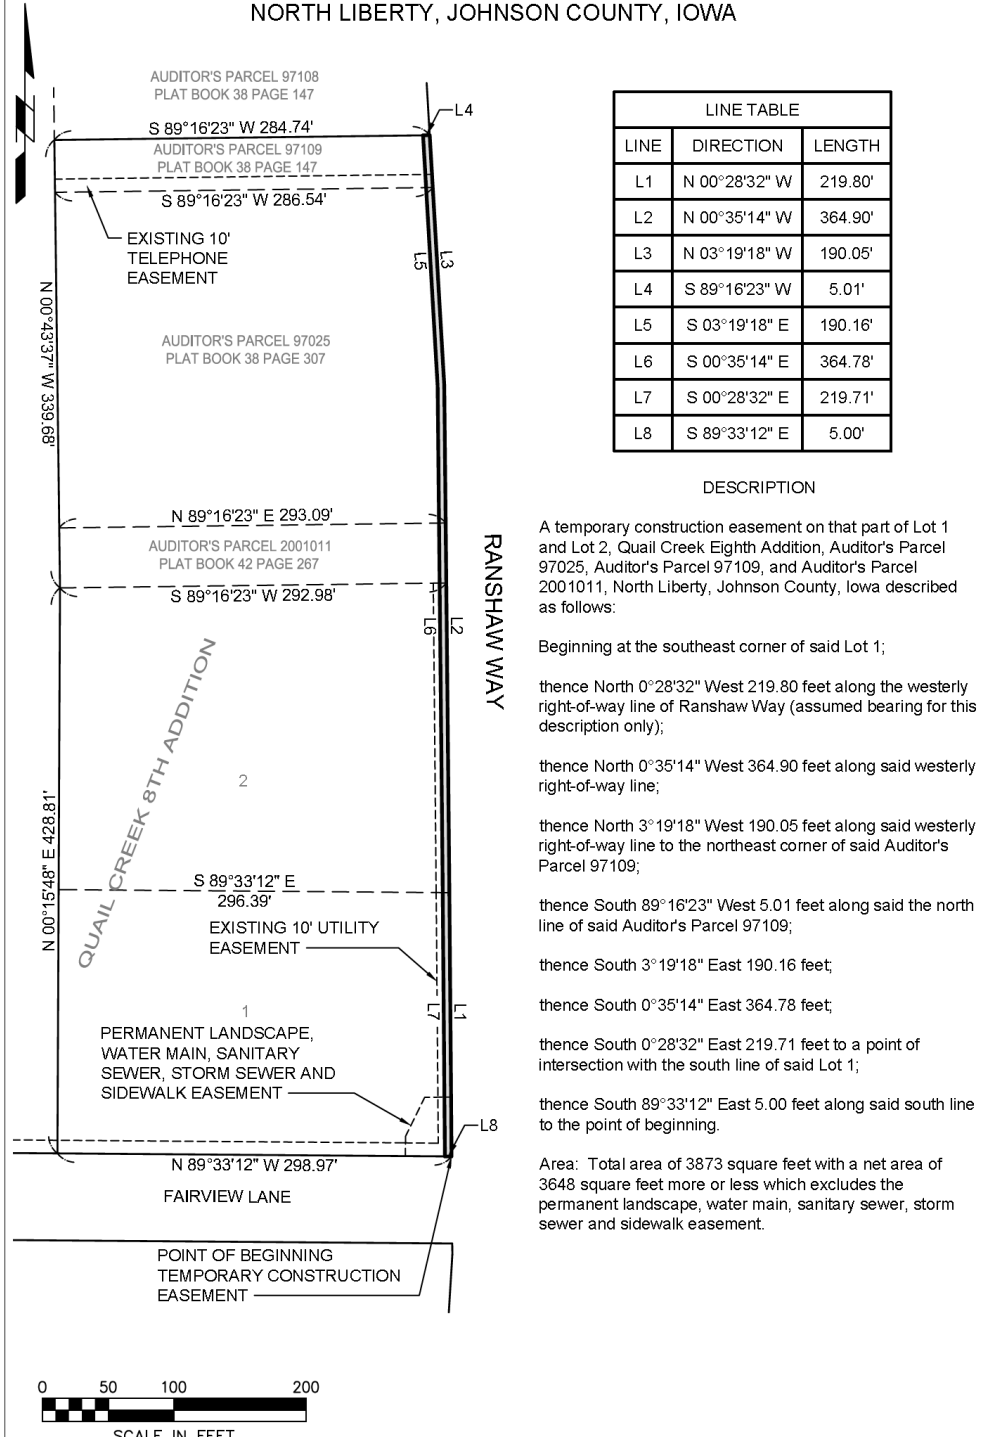 NORTH LIBERTY, JOHNSON COUNTY, IOWA
AUDITOR'S PARCEL 97108
PLAT BOOK 38 PAGE 147
L4
S 89°16'23" W 284.74'
AUDITOR'S PARCEL 97109
PLAT BOOK 38 PAGE 147
S 89°16'23" W 286.54'
EXISTING 10'
TELEPHONE
EASEMENT
L3
L5
N 00°43'37" W 339.68'
AUDITOR'S PARCEL 97025
PLAT BOOK 38 PAGE 307
N 89°16'23" E 293.09'
AUDITOR'S PARCEL 2001011
PLAT BOOK 42 PAGE 267
S 89°16'23" W 292.98'
RANSHAW WAY
L2
L6
QUAIL CREEK 8TH ADDITION
2
N 00°15'48" E 428.81'
S 89°33'12" E
296.39'
EXISTING 10' UTILITY
EASEMENT
1
L1
L7
PERMANENT LANDSCAPE,
WATER MAIN, SANITARY
SEWER, STORM SEWER AND
SIDEWALK EASEMENT
L8
N 89°33'12" W 298.97'
FAIRVIEW LANE
POINT OF BEGINNING
TEMPORARY CONSTRUCTION
EASEMENT
0 50 100 200
SCALE IN FEET
LINE TABLE
LINE DIRECTION LENGTH
L1 N 00°28'32" W 219.80'
L2 N 00°35'14" W 364.90'
L3 N 03°19'18" W 190.05'
L4 S 89°16'23" W 5.01'
L5 S 03°19'18" E 190.16'
L6 S 00°35'14" E 364.78'
L7 S 00°28'32" E 219.71'
L8 S 89°33'12" E 5.00'
DESCRIPTION
A temporary construction easement on that part of Lot 1
and Lot 2, Quail Creek Eighth Addition, Auditor's Parcel
97025, Auditor's Parcel 97109, and Auditor's Parcel
2001011, North Liberty, Johnson County, Iowa described
as follows:
Beginning at the southeast corner of said Lot 1;
thence North 0°28'32" West 219.80 feet along the westerly
right-of-way line of Ranshaw Way (assumed bearing for this
description only);
thence North 0°35'14" West 364.90 feet along said westerly
right-of-way line;
thence North 3°19'18" West 190.05 feet along said westerly
right-of-way line to the northeast corner of said Auditor's
Parcel 97109;
thence South 89°16'23" West 5.01 feet along said the north
line of said Auditor's Parcel 97109;
thence South 3°19'18" East 190.16 feet;
thence South 0°35'14" East 364.78 feet;
thence South 0°28'32" East 219.71 feet to a point of
intersection with the south line of said Lot 1;
thence South 89°33'12" East 5.00 feet along said south line
to the point of beginning.
Area:  Total area of 3873 square feet with a net area of
3648 square feet more or less which excludes the
permanent landscape, water main, sanitary sewer, storm
sewer and sidewalk easement.